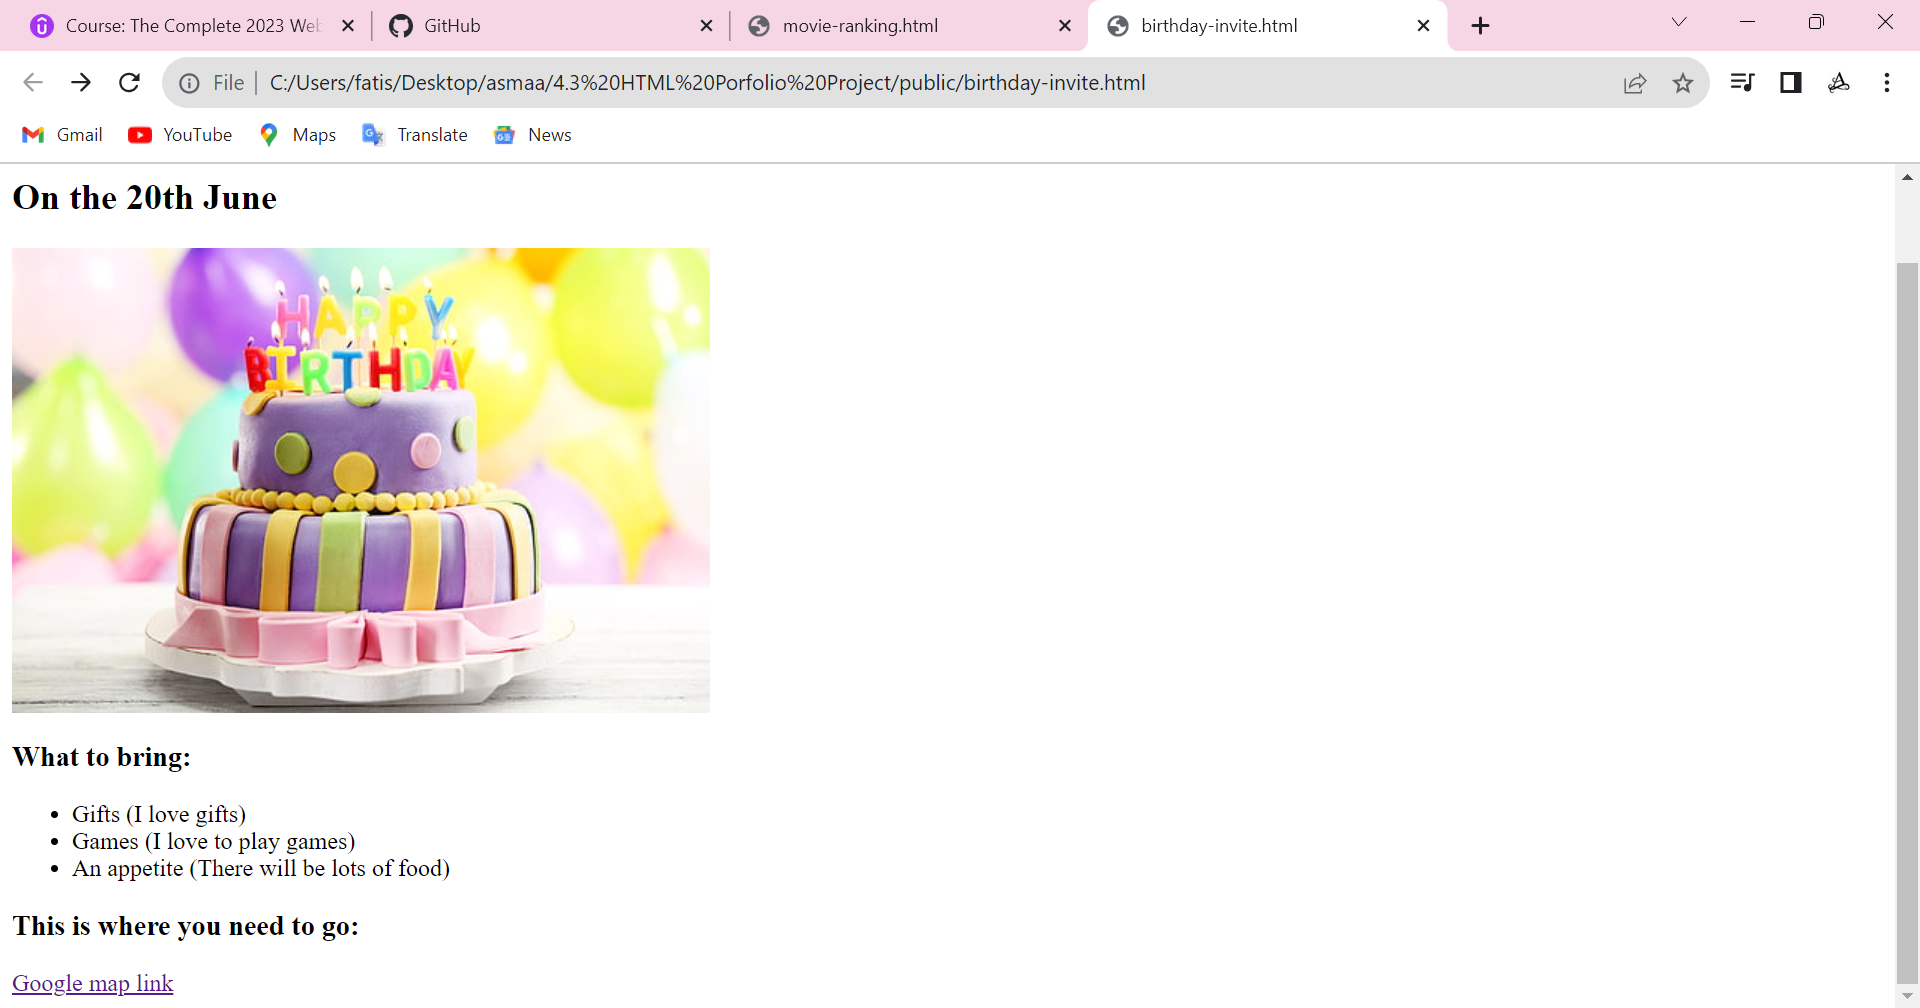 Course: The Complete 2023 Web
GitHub
movie-ranking.html
birthday-invite.html
File
C:/Users/fatis/Desktop/asmaa/4.3%20HTML%20Porfolio%20Project/public/birthday-invite.html
Gmail
YouTube
Maps
Translate
News
On the 20th June
HAPPY
BIRTHDAY
What to bring:
Gifts (I love gifts)
Games (I love to play games)
An appetite (There will be lots of food)
This is where you need to go:
Google map link